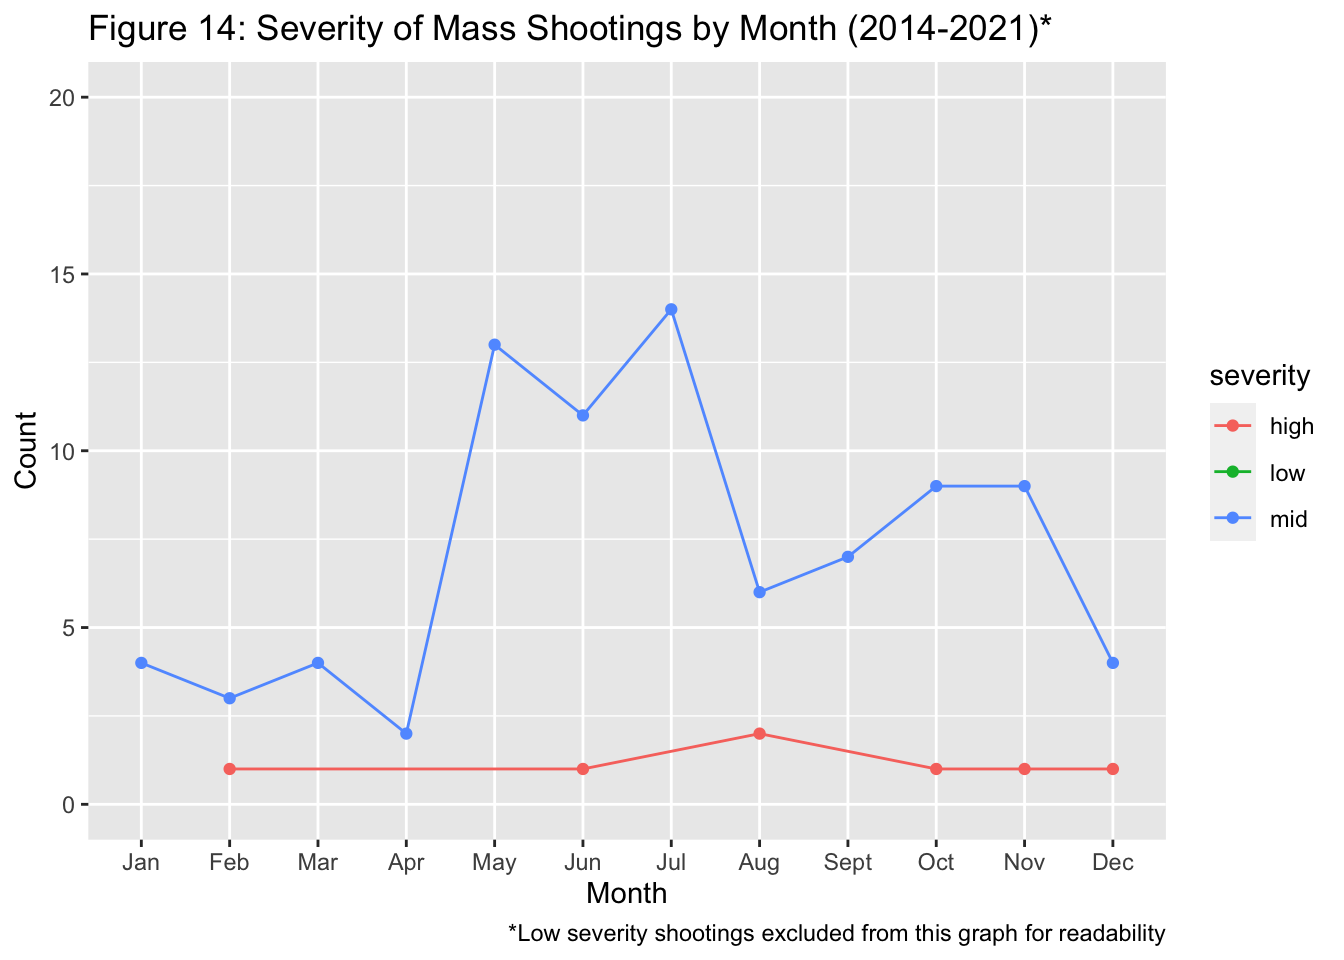 Figure 14: Severity of Mass Shootings by Month (2014-2021)*
20
15
10
5
0
Count
Jan Feb Mar Apr May Jun Jul Aug Sept Oct Nov Dec
Month
severity
high
low
mid
*Low severity shootings excluded from this graph for readability